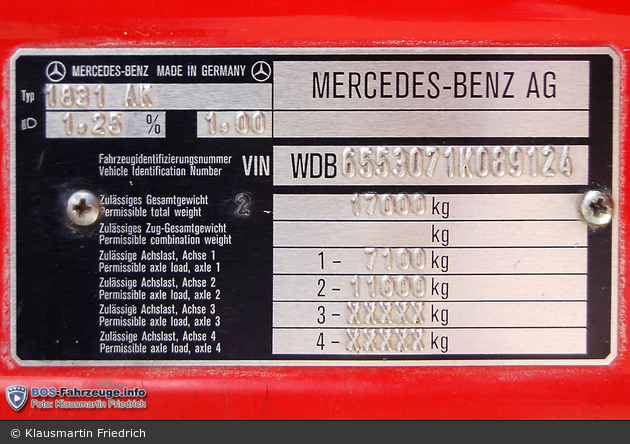 MERCEDES-BENZ MADE IN GERMANY
MERCEDES-BENZ AG
Typ 1831 AK
1.25 % 1.00
Fahrzeugidentifizierungsnummer
Vehicle Identification Number VIN WDB6553071K089124
Zulässiges Gesamtgewicht
Permissible total weight 2 17000 kg
Zulässiges Zug-Gesamtgewicht
Permissible combination weight kg
Zulässige Achslast, Achse 1
Permissible axle load, axle 1 1 – 7100 kg
Zulässige Achslast, Achse 2
Permissible axle load, axle 2 2 – 11000 kg
Zulässige Achslast, Achse 3
Permissible axle load, axle 3 3 – XXXXX kg
Zulässige Achslast, Achse 4
Permissible axle load, axle 4 4 – XXXXX kg
BOS-Fahrzeuge.info
Foto: Klausmartin Friedrich
© Klausmartin Friedrich